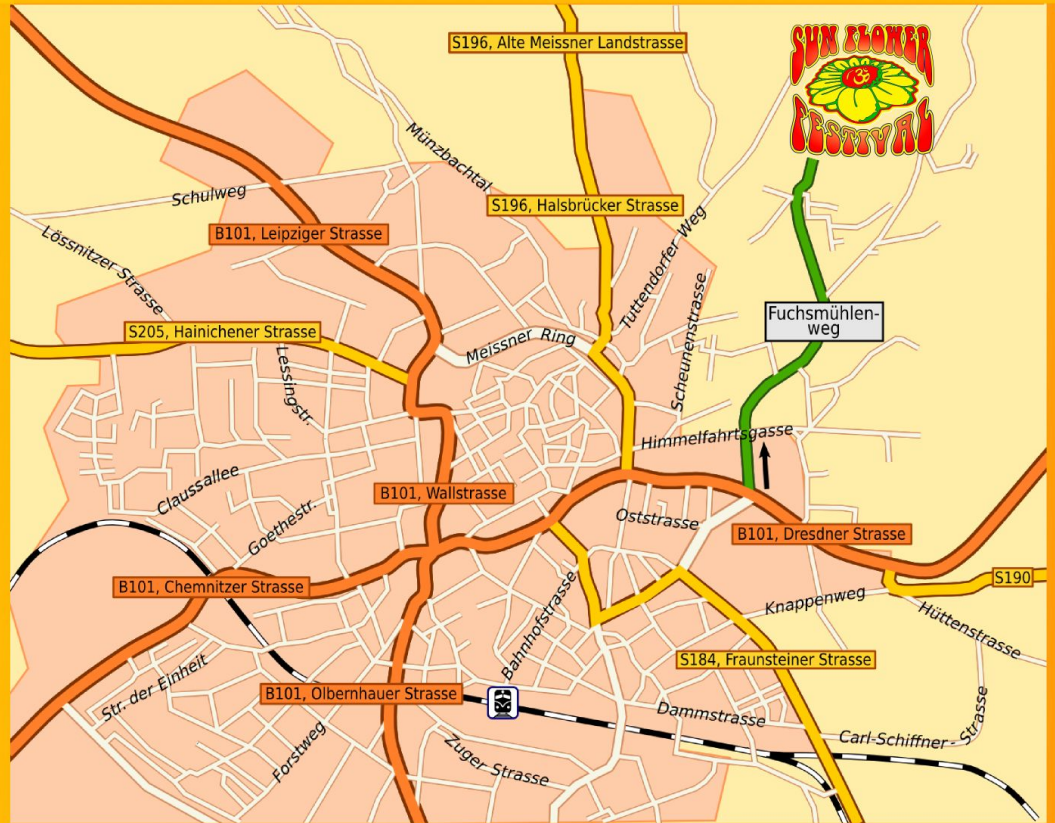 S196, Alte Meissner Landstrasse
SUN FLOWER
FESTIVAL
Münzbachtal
Schulweg
S196, Halsbrücker Strasse
B101, Leipziger Strasse
Lössnitzer Strasse
Tuttendorfer Weg
Scheunenstrasse
S205, Hainichener Strasse
Fuchsmühlen-
weg
Meissner Ring
Lessingstr.
Himmelfahrtsgasse
Claussallee
B101, Wallstrasse
Goethestr.
Oststrasse
B101, Dresdner Strasse
B101, Chemnitzer Strasse
S190
Knappenweg
Hüttenstrasse
Bahnhofstrasse
S184, Fraunsteiner Strasse
Str. der Einheit
B101, Olbernhauer Strasse
Dammstrasse
Carl-Schiffner-Strasse
Forstweg
Zuger Strasse